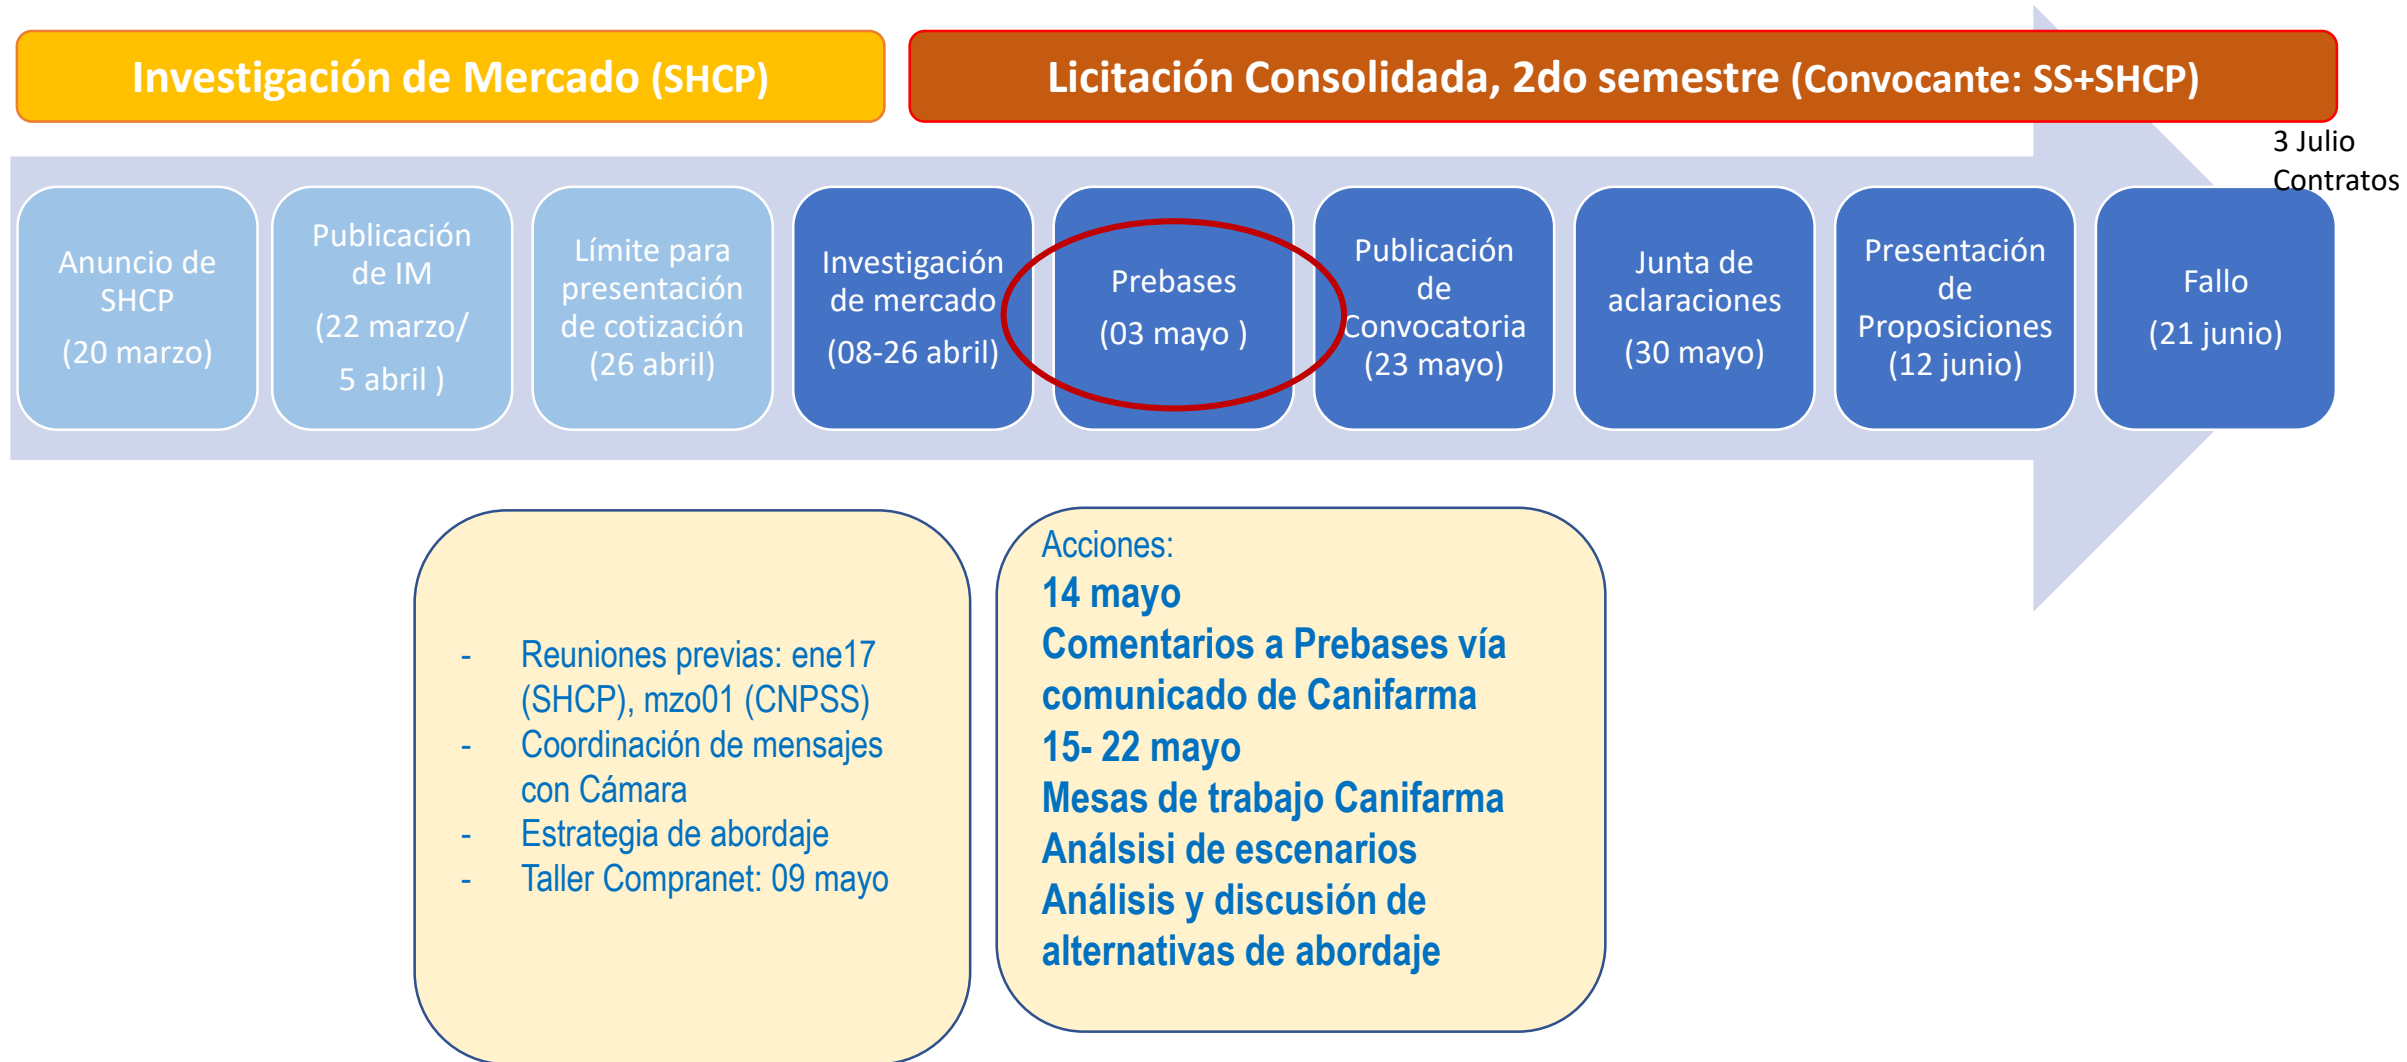 Investigación de Mercado (SHCP)
Licitación Consolidada, 2do semestre (Convocante: SS+SHCP)
3 Julio
Contratos
Anuncio de
SHCP
(20 marzo)
Publicación
de IM
(22 marzo/
5 abril )
Límite para
presentación
de cotización
(26 abril)
Investigación
de mercado
(08-26 abril)
Prebases
(03 mayo )
Publicación
de
Convocatoria
(23 mayo)
Junta de
aclaraciones
(30 mayo)
Presentación
de
Proposiciones
(12 junio)
Fallo
(21 junio)
- Reuniones previas: ene17
(SHCP), mzo01 (CNPSS)
- Coordinación de mensajes
con Cámara
- Estrategia de abordaje
- Taller Compranet: 09 mayo
Acciones:
14 mayo
Comentarios a Prebases vía
comunicado de Canifarma
15- 22 mayo
Mesas de trabajo Canifarma
Análsisi de escenarios
Análisis y discusión de
alternativas de abordaje